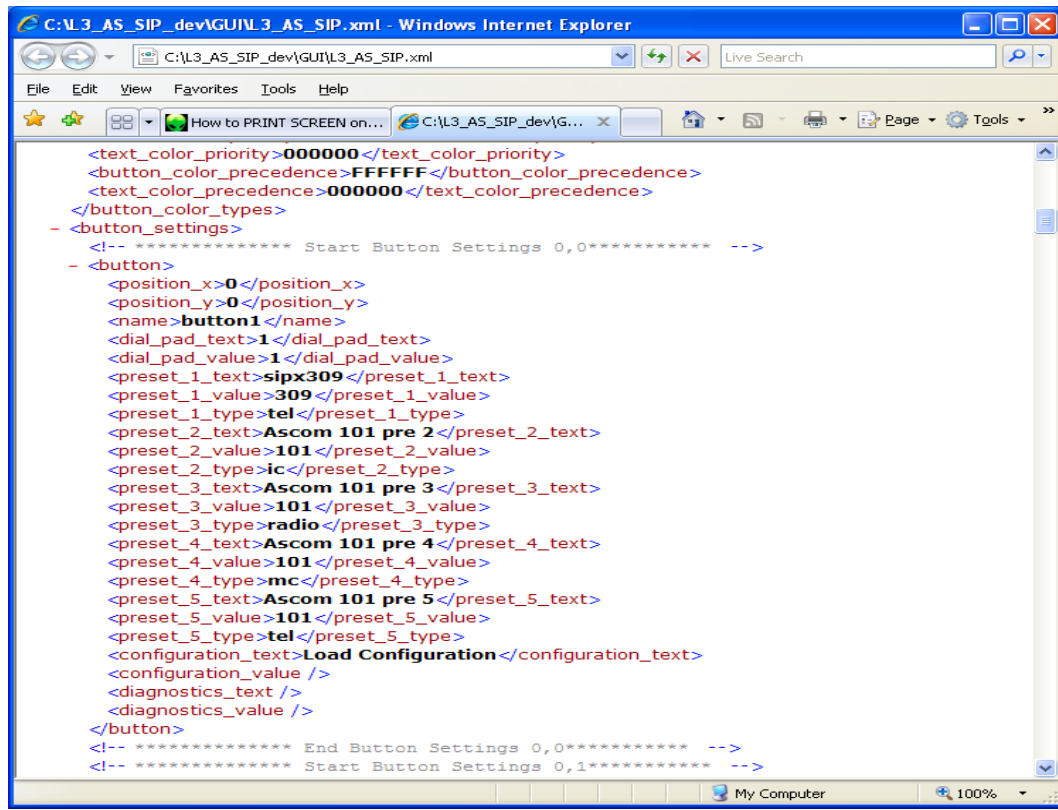 C:\L3_AS_SIP_dev\GUI\L3_AS_SIP.xml - Windows Internet Explorer
C:\L3_AS_SIP_dev\GUI\L3_AS_SIP.xml Live Search
File Edit View Favorites Tools Help
How to PRINT SCREEN on... C:\L3_AS_SIP_dev\G... Page Tools »
<text_color_priority>000000</text_color_priority>
<button_color_precedence>FFFFFF</button_color_precedence>
<text_color_precedence>000000</text_color_precedence>
</button_color_types>
- <button_settings>
<!-- ************** Start Button Settings 0,0*********** -->
- <button>
<position_x>0</position_x>
<position_y>0</position_y>
<name>button1</name>
<dial_pad_text>1</dial_pad_text>
<dial_pad_value>1</dial_pad_value>
<preset_1_text>sipx309</preset_1_text>
<preset_1_value>309</preset_1_value>
<preset_1_type>tel</preset_1_type>
<preset_2_text>Ascom 101 pre 2</preset_2_text>
<preset_2_value>101</preset_2_value>
<preset_2_type>ic</preset_2_type>
<preset_3_text>Ascom 101 pre 3</preset_3_text>
<preset_3_value>101</preset_3_value>
<preset_3_type>radio</preset_3_type>
<preset_4_text>Ascom 101 pre 4</preset_4_text>
<preset_4_value>101</preset_4_value>
<preset_4_type>mc</preset_4_type>
<preset_5_text>Ascom 101 pre 5</preset_5_text>
<preset_5_value>101</preset_5_value>
<preset_5_type>tel</preset_5_type>
<configuration_text>Load Configuration</configuration_text>
<configuration_value />
<diagnostics_text />
<diagnostics_value />
</button>
<!-- ************** End Button Settings 0,0*********** -->
<!-- ************** Start Button Settings 0,1*********** -->
My Computer 100%